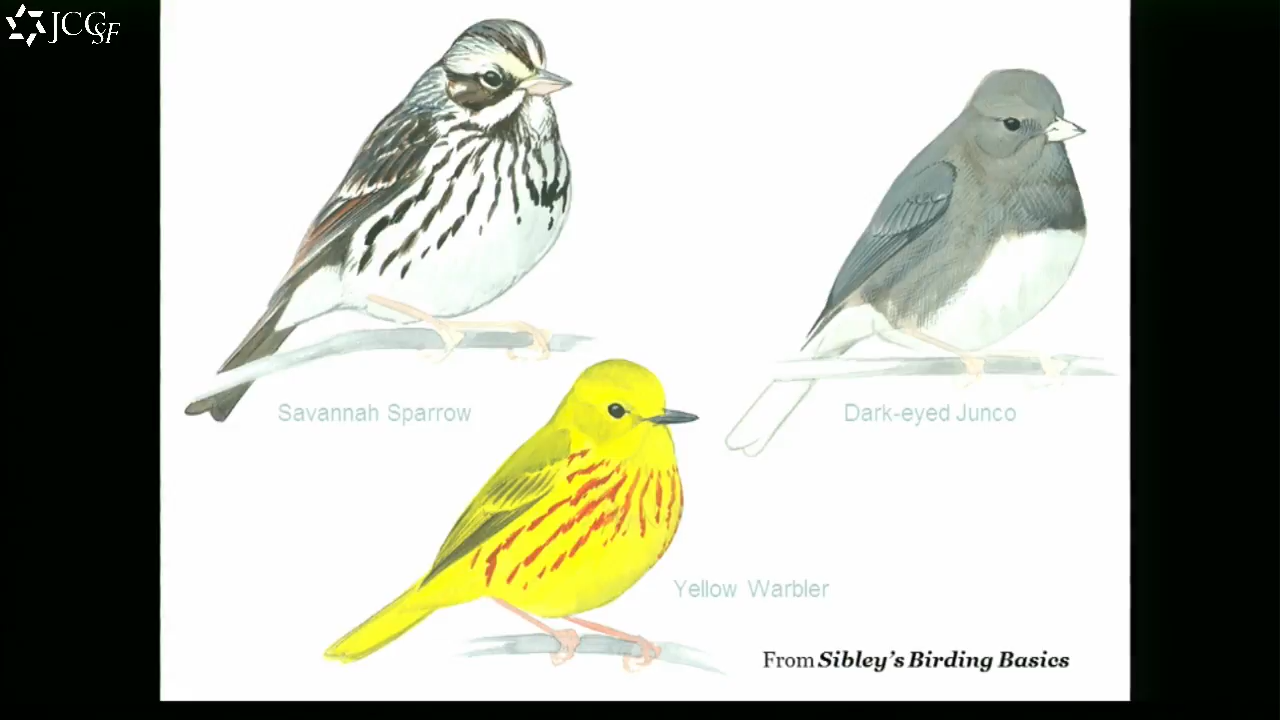 JCCSF
Savannah Sparrow
Dark-eyed Junco
Yellow Warbler
From Sibley's Birding Basics